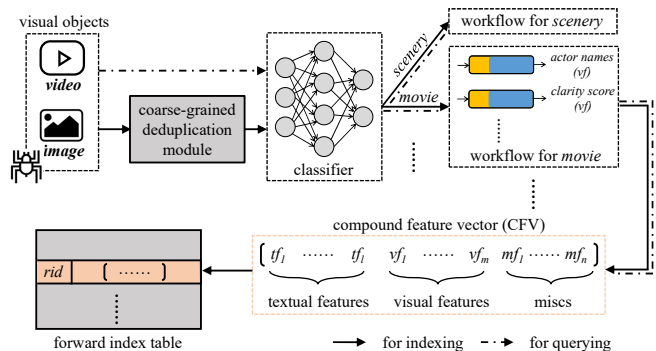 visual objects
video
image
coarse-grained
deduplication
module
classifier
scenery
movie
workflow for scenery
actor names
(vf)
clarity score
(vf)
......
workflow for movie
......
......
compound feature vector (CFV)
[ tf1 ...... tfl vf1 ...... vfm mf1 ...... mfn ]
textual features visual features miscs
rid [ ...... ]
......
forward index table
for indexing for querying